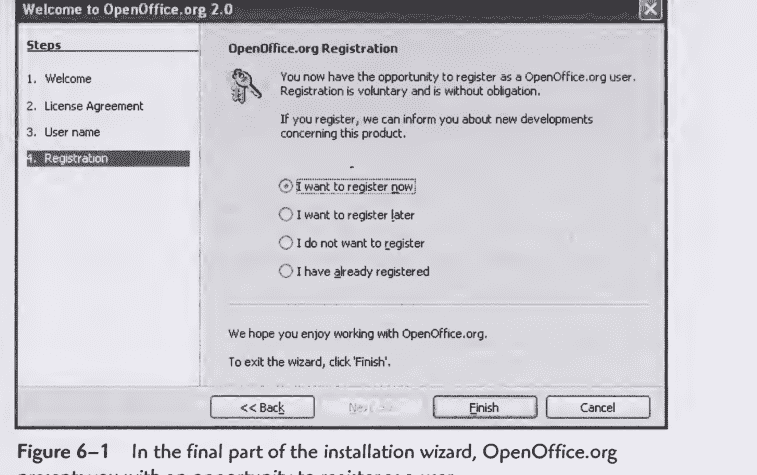 Welcome to OpenOffice.org 2.0
Steps
1. Welcome
2. License Agreement
3. User name
4. Registration
OpenOffice.org Registration
You now have the opportunity to register as a OpenOffice.org user.
Registration is voluntary and is without obligation.
If you register, we can inform you about new developments
concerning this product.
I want to register now
I want to register later
I do not want to register
I have already registered
We hope you enjoy working with OpenOffice.org.
To exit the wizard, click 'Finish'.
<< Back
Finish
Cancel
Figure 6–1 In the final part of the installation wizard, OpenOffice.org